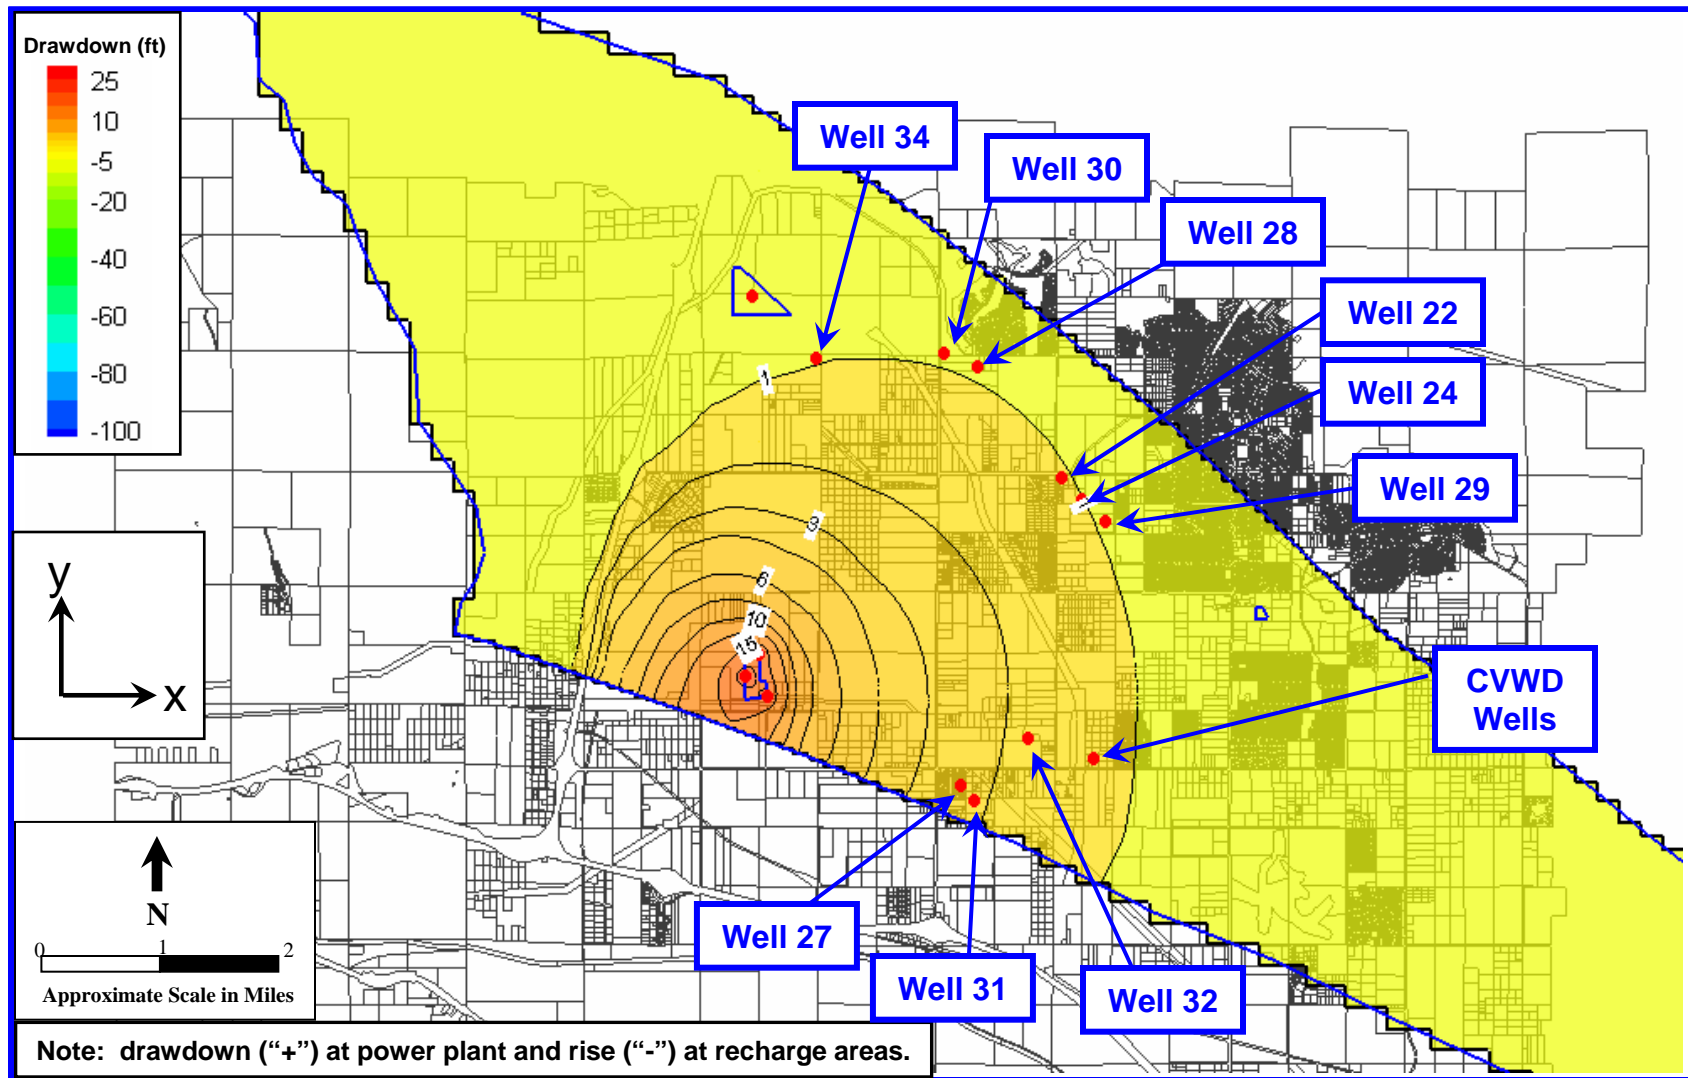 Drawdown (ft)
25
10
-5
-20
-40
-60
-80
-100
Well 34
Well 30
Well 28
Well 22
Well 24
Well 29
1
3
6
10
15
y
x
CVWD
Wells
N
0 1 2
Approximate Scale in Miles
Well 27
Well 31
Well 32
Note: drawdown (“+”) at power plant and rise (“-”) at recharge areas.